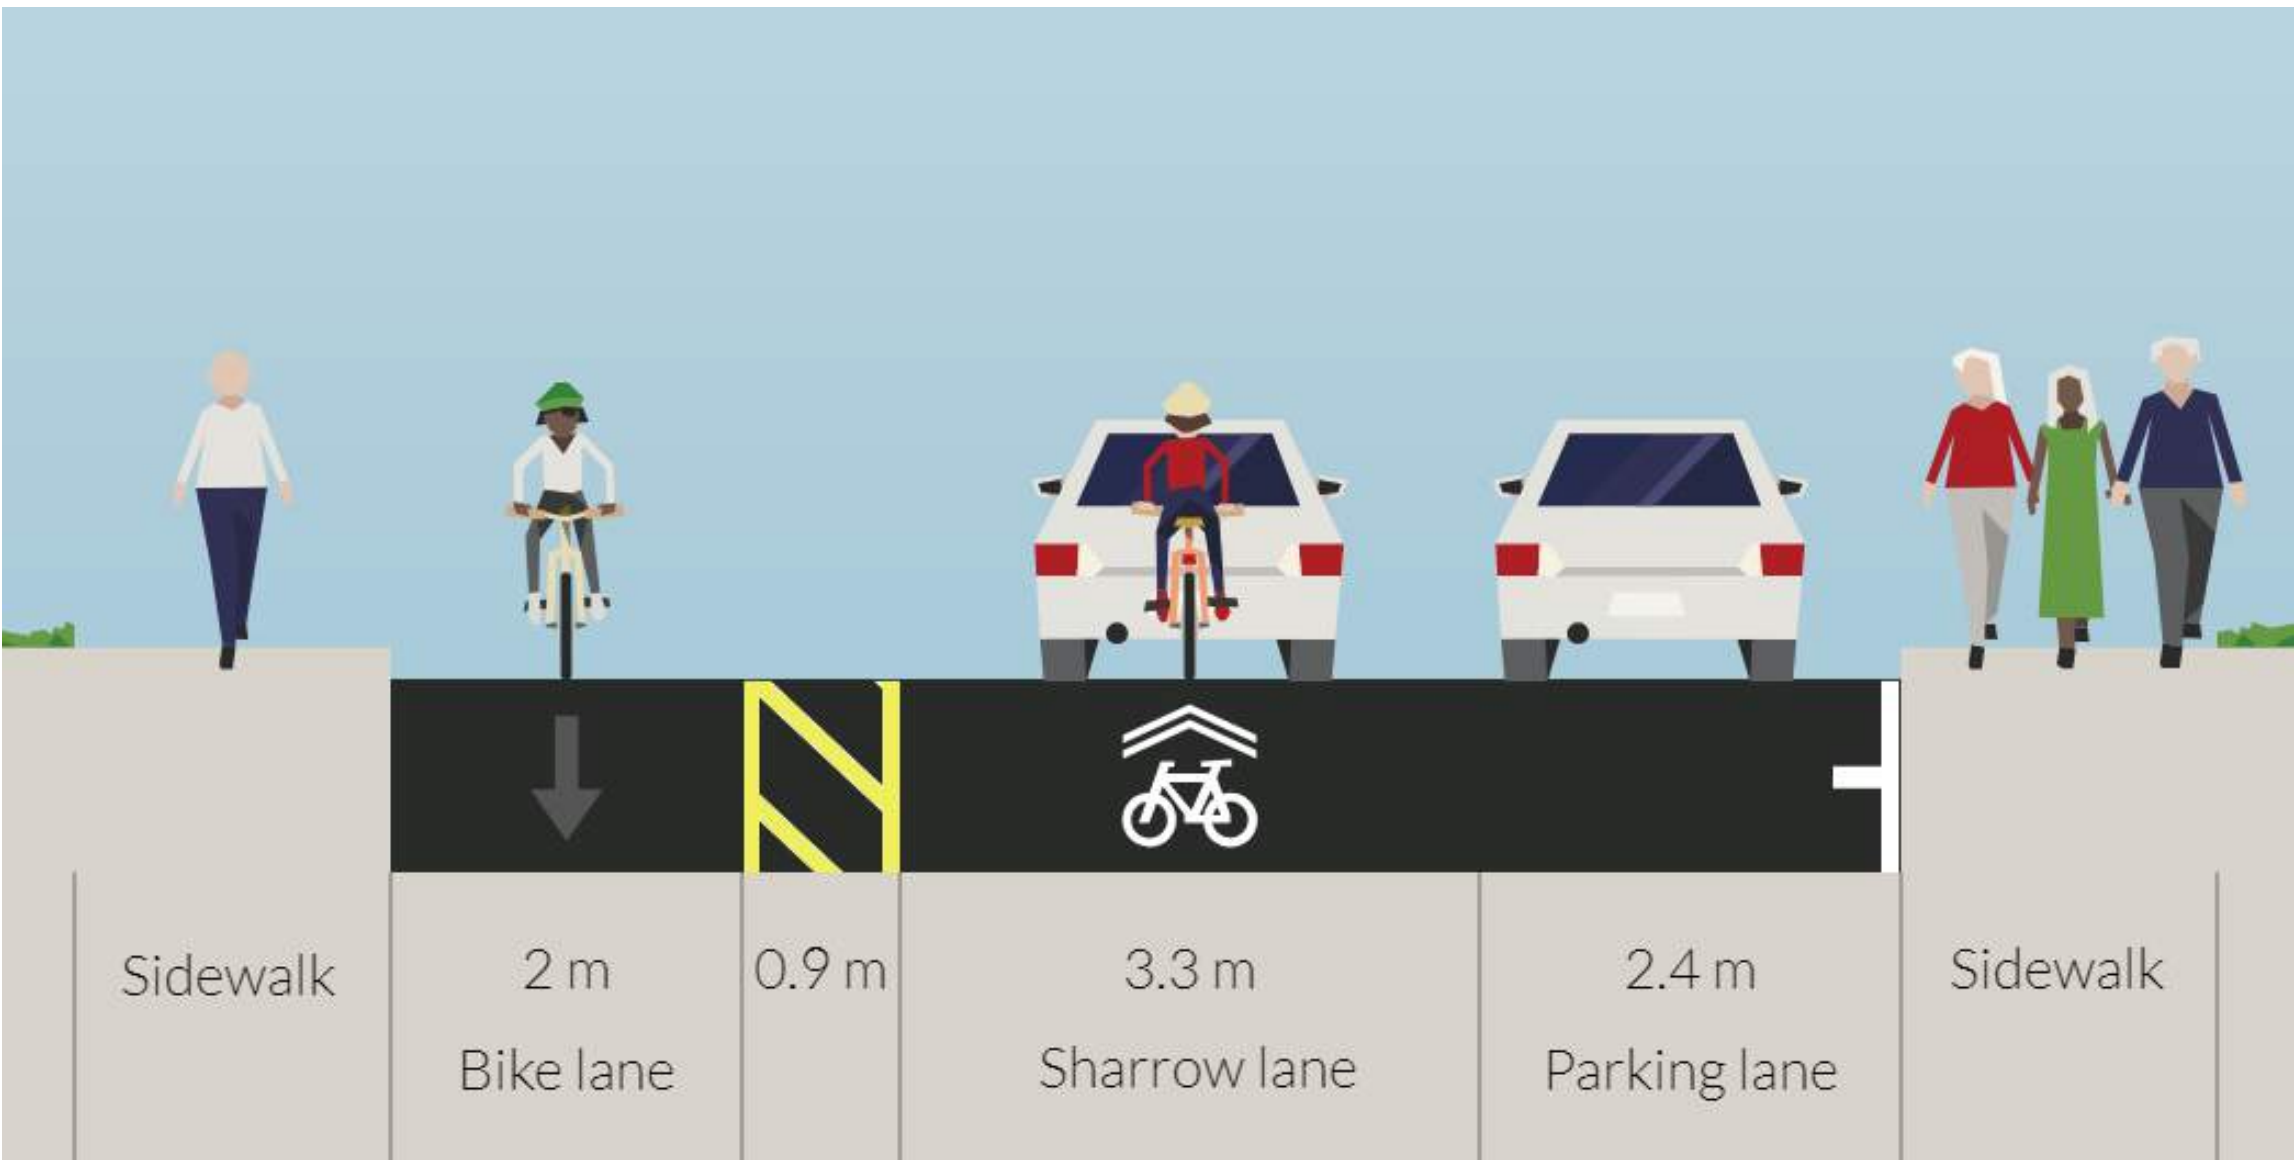 Sidewalk
2 m
Bike lane
0.9 m
3.3 m
Sharrow lane
2.4 m
Parking lane
Sidewalk